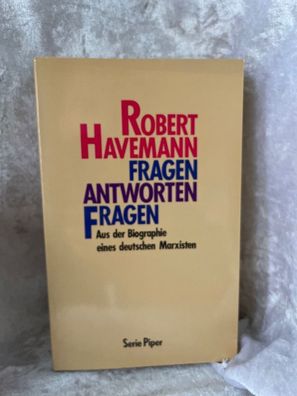 ROBERT
HAVEMANN
FRAGEN
ANTWORTEN
FRAGEN
Aus der Biographie
eines deutschen Marxisten
Serie Piper